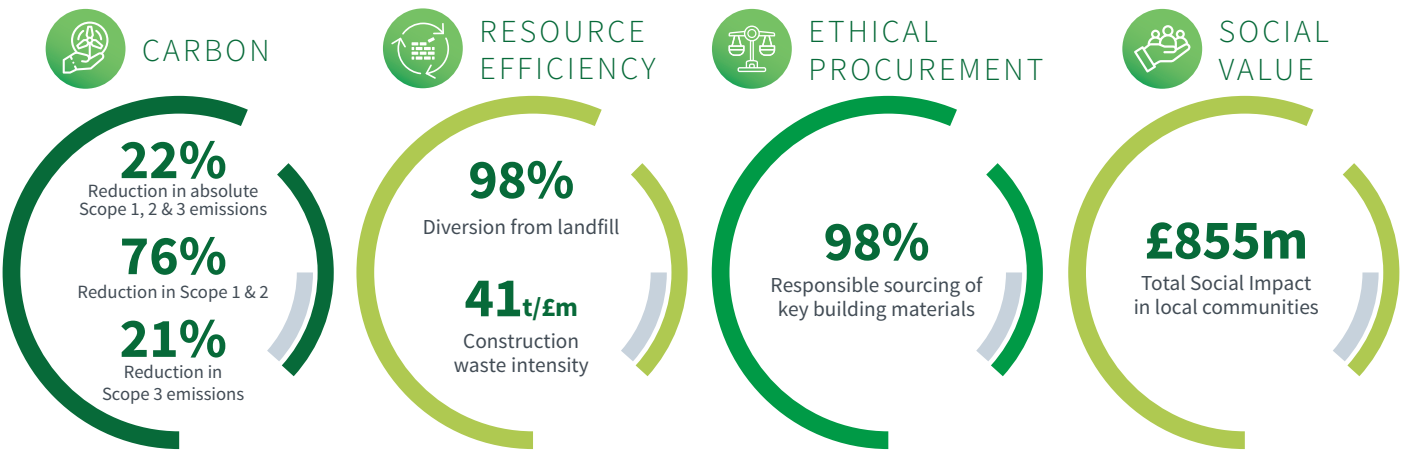 CARBON
22%
Reduction in absolute
Scope 1, 2 & 3 emissions
76%
Reduction in Scope 1 & 2
21%
Reduction in
Scope 3 emissions
RESOURCE
EFFICIENCY
98%
Diversion from landfill
41t/£m
Construction
waste intensity
ETHICAL
PROCUREMENT
98%
Responsible sourcing of
key building materials
SOCIAL
VALUE
£855m
Total Social Impact
in local communities